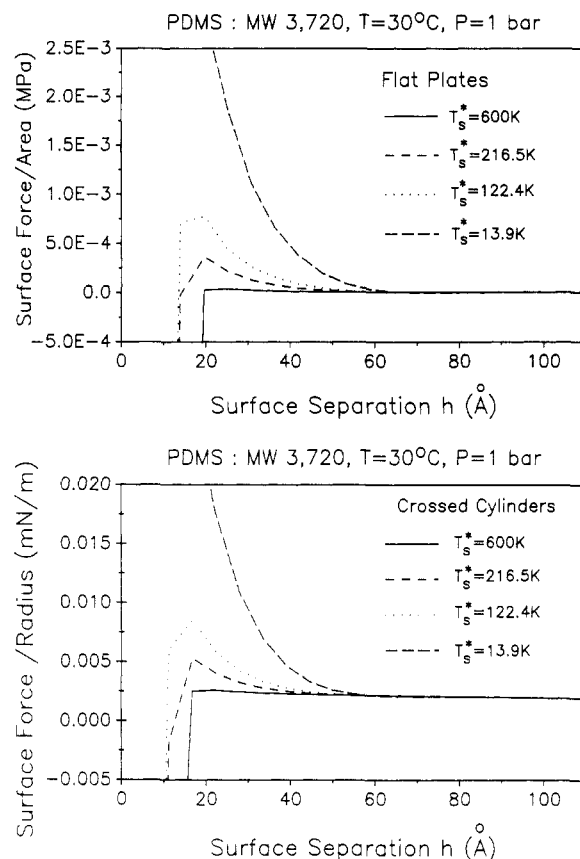 PDMS : MW 3,720, T=30°C, P=1 bar
2.5E-3
2.0E-3
1.5E-3
1.0E-3
5.0E-4
0.0
-5.0E-4
Surface Force/Area (MPa)
Flat Plates
T*s=600K
T*s=216.5K
T*s=122.4K
T*s=13.9K
0 20 40 60 80 100
Surface Separation h (Å)
PDMS : MW 3,720, T=30°C, P=1 bar
0.020
0.015
0.010
0.005
0.000
-0.005
Surface Force /Radius (mN/m)
Crossed Cylinders
T*s=600K
T*s=216.5K
T*s=122.4K
T*s=13.9K
0 20 40 60 80 100
Surface Separation h (Å)